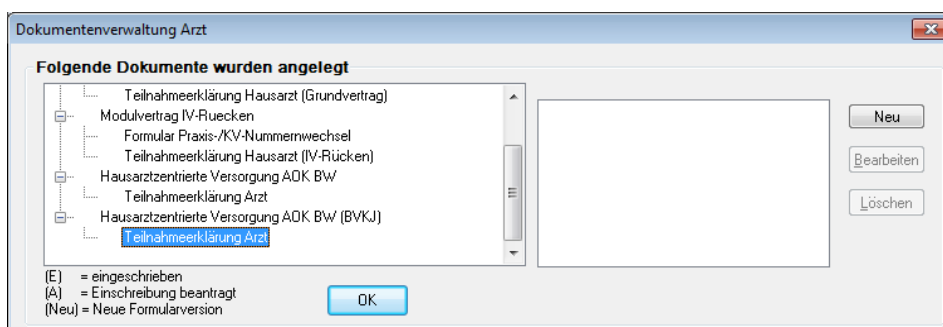 Dokumentenverwaltung Arzt
Folgende Dokumente wurden angelegt
Teilnahmeerklärung Hausarzt (Grundvertrag)
Modulvertrag IV-Ruecken
Formular Praxis-/KV-Nummernwechsel
Teilnahmeerklärung Hausarzt (IV-Rücken)
Hausarztzentrierte Versorgung AOK BW
Teilnahmeerklärung Arzt
Hausarztzentrierte Versorgung AOK BW (BVKJ)
Teilnahmeerklärung Arzt
Neu
Bearbeiten
Löschen
(E) = eingeschrieben
(A) = Einschreibung beantragt
(Neu) = Neue Formularversion
OK